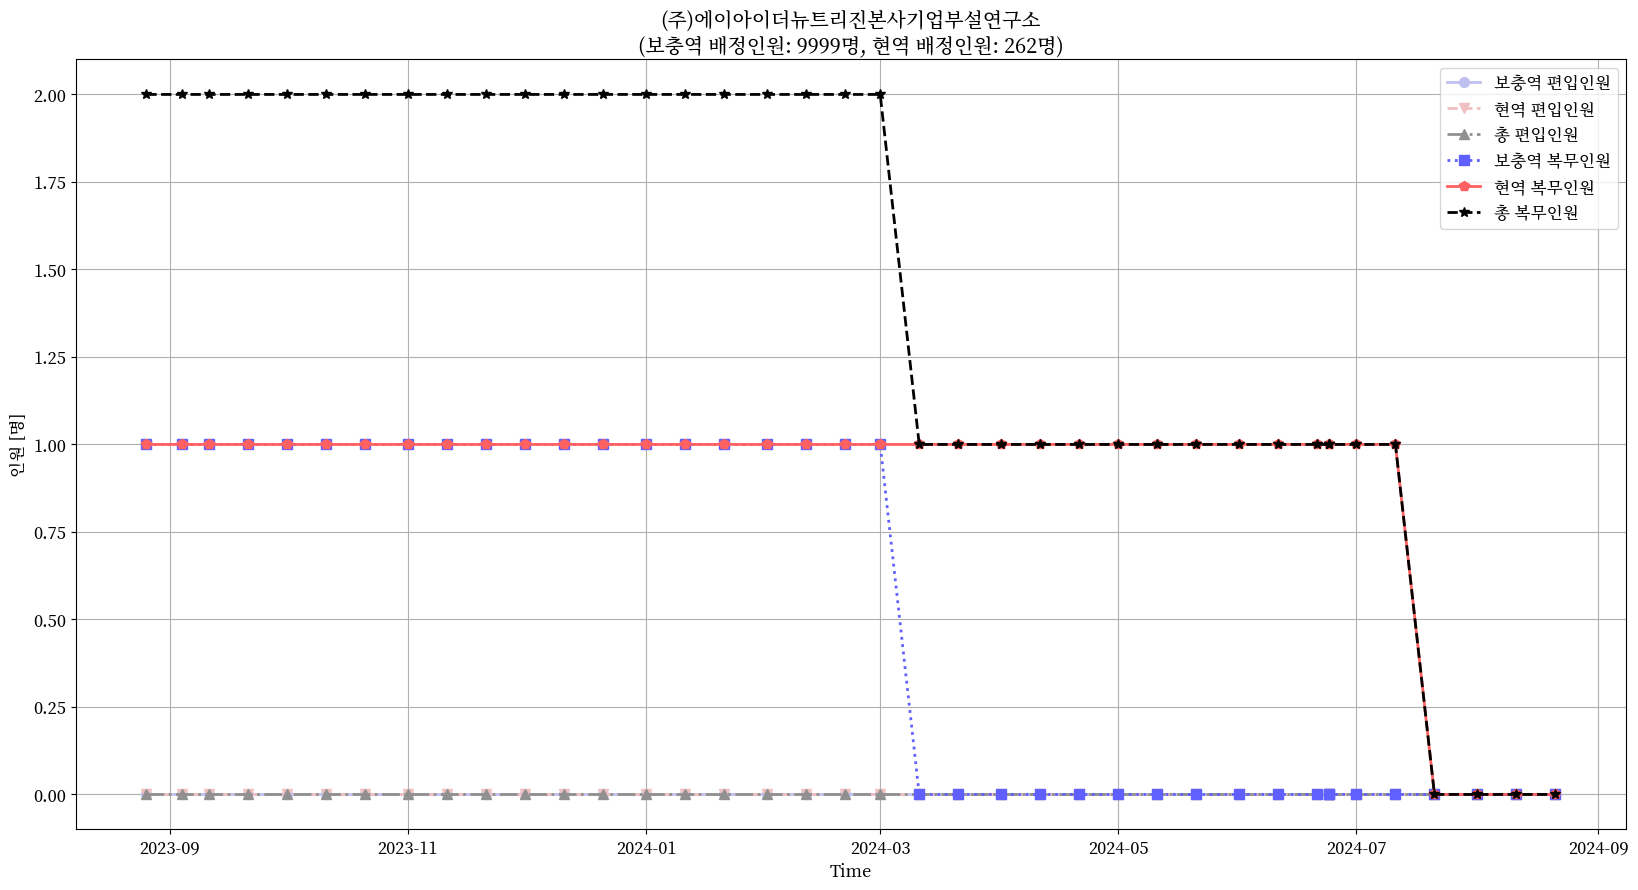 (주)에이아이더뉴트리진본사기업부설연구소
(보충역 배정인원: 9999명, 현역 배정인원: 262명)
보충역 편입인원
현역 편입인원
총 편입인원
보충역 복무인원
현역 복무인원
총 복무인원
인원 [명]
2.00
1.75
1.50
1.25
1.00
0.75
0.50
0.25
0.00
2023-09
2023-11
2024-01
2024-03
2024-05
2024-07
2024-09
Time